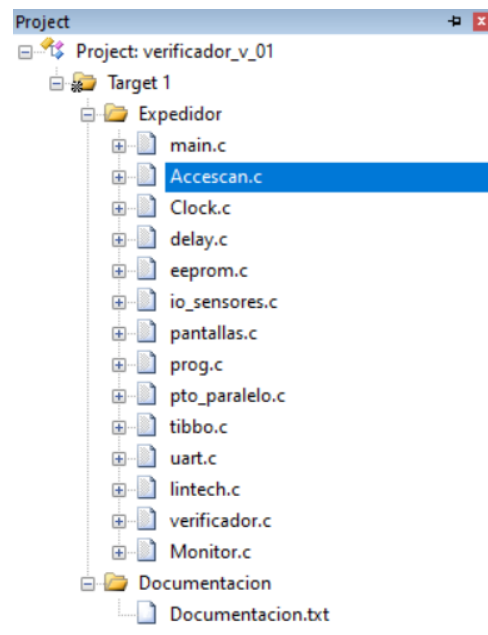 Project
Project: verificador_v_01
Target 1
Expedidor
main.c
Accescan.c
Clock.c
delay.c
eeprom.c
io_sensores.c
pantallas.c
prog.c
pto_paralelo.c
tibbo.c
uart.c
lintech.c
verificador.c
Monitor.c
Documentacion
Documentacion.txt